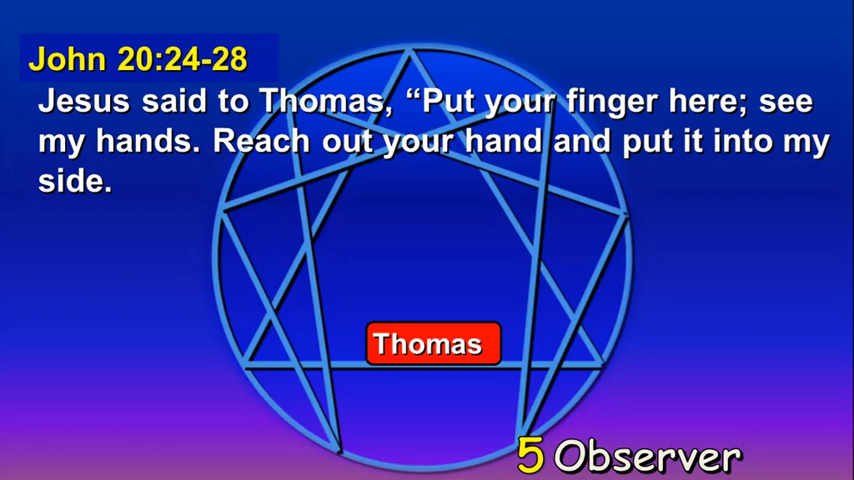 John 20:24-28
Jesus said to Thomas, “Put your finger here; see
my hands. Reach out your hand and put it into my
side.
Thomas
5 Observer